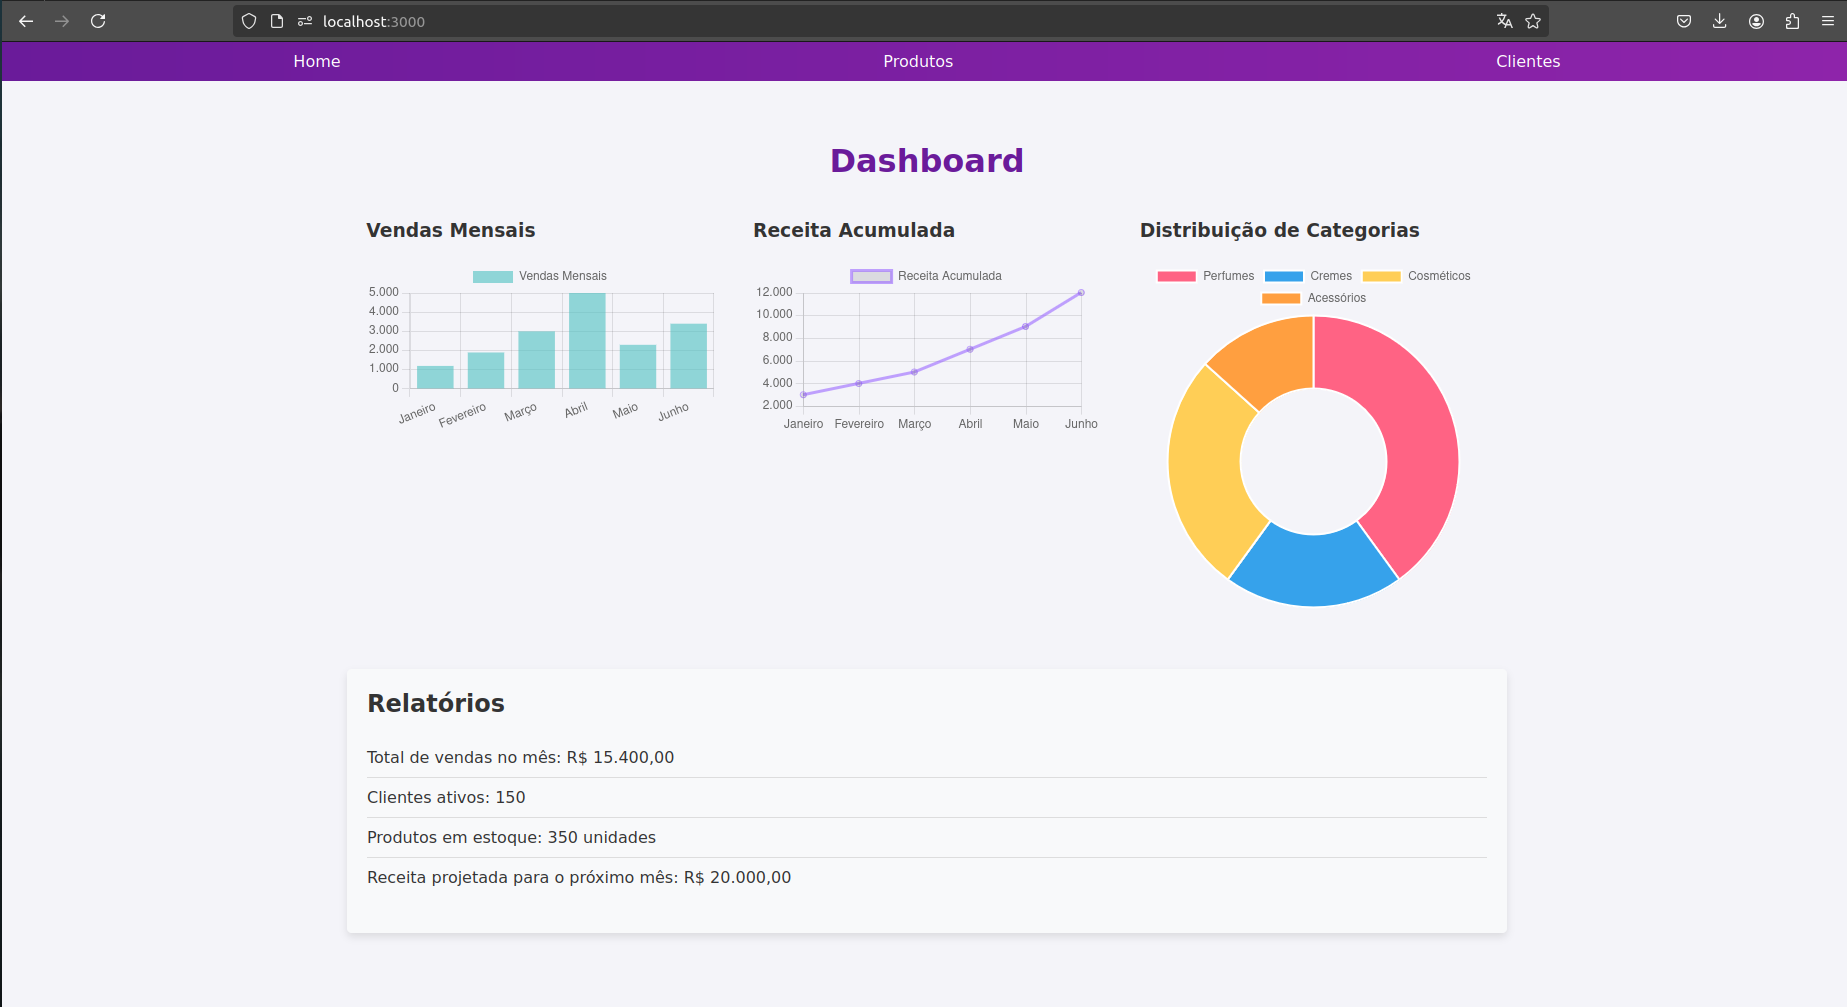 localhost:3000
Home Produtos Clientes
Dashboard
Vendas Mensais
Vendas Mensais
5.000
4.000
3.000
2.000
1.000
0
Janeiro Fevereiro Março Abril Maio Junho
Receita Acumulada
Receita Acumulada
12.000
10.000
8.000
6.000
4.000
2.000
Janeiro Fevereiro Março Abril Maio Junho
Distribuição de Categorias
Perfumes Cremes Cosméticos
Acessórios
Relatórios
Total de vendas no mês: R$ 15.400,00
Clientes ativos: 150
Produtos em estoque: 350 unidades
Receita projetada para o próximo mês: R$ 20.000,00